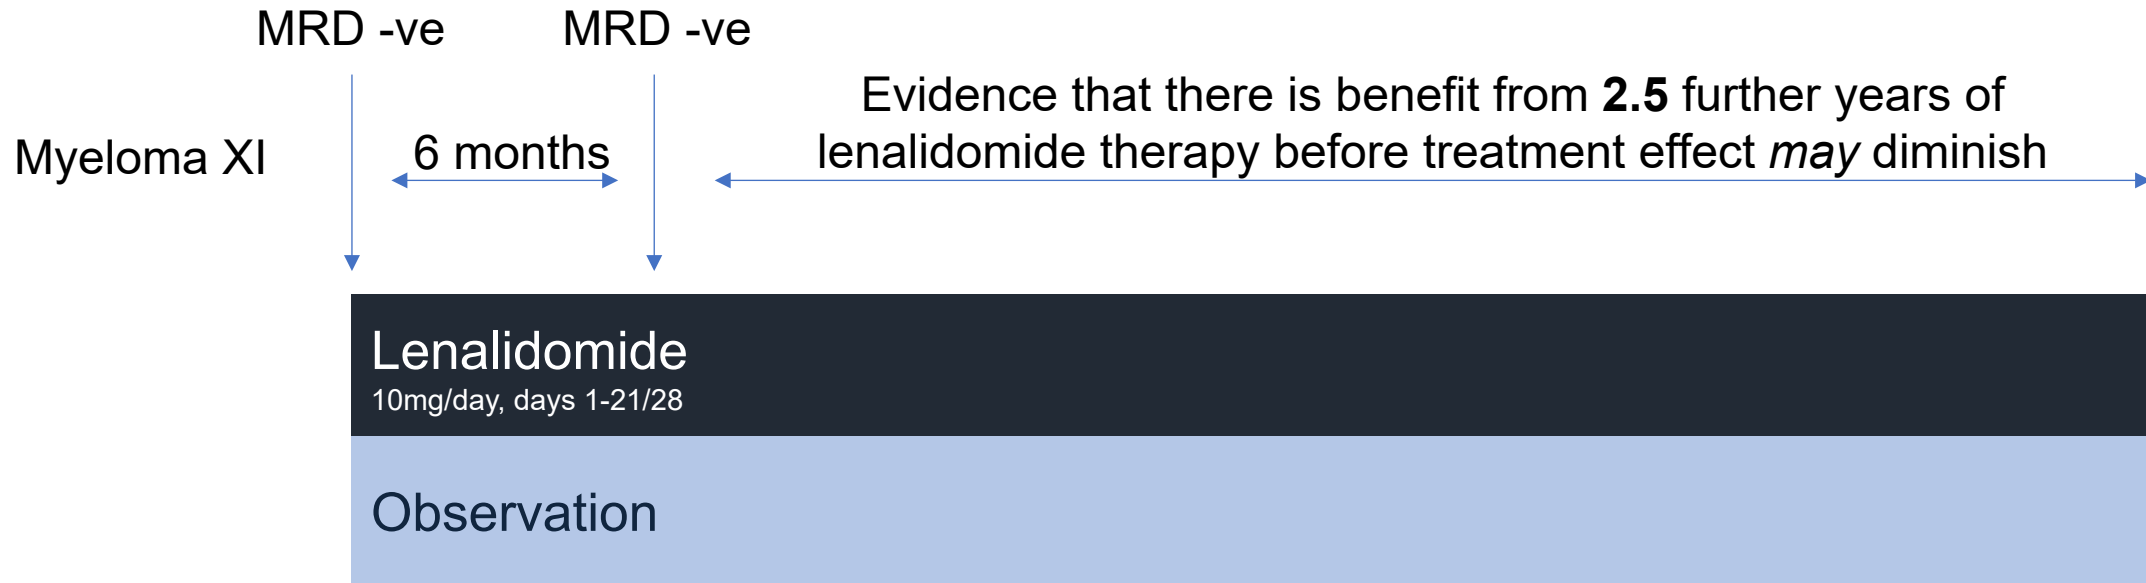 MRD -ve MRD -ve
Evidence that there is benefit from 2.5 further years of
Myeloma XI 6 months lenalidomide therapy before treatment effect may diminish
Lenalidomide
10mg/day, days 1-21/28
Observation